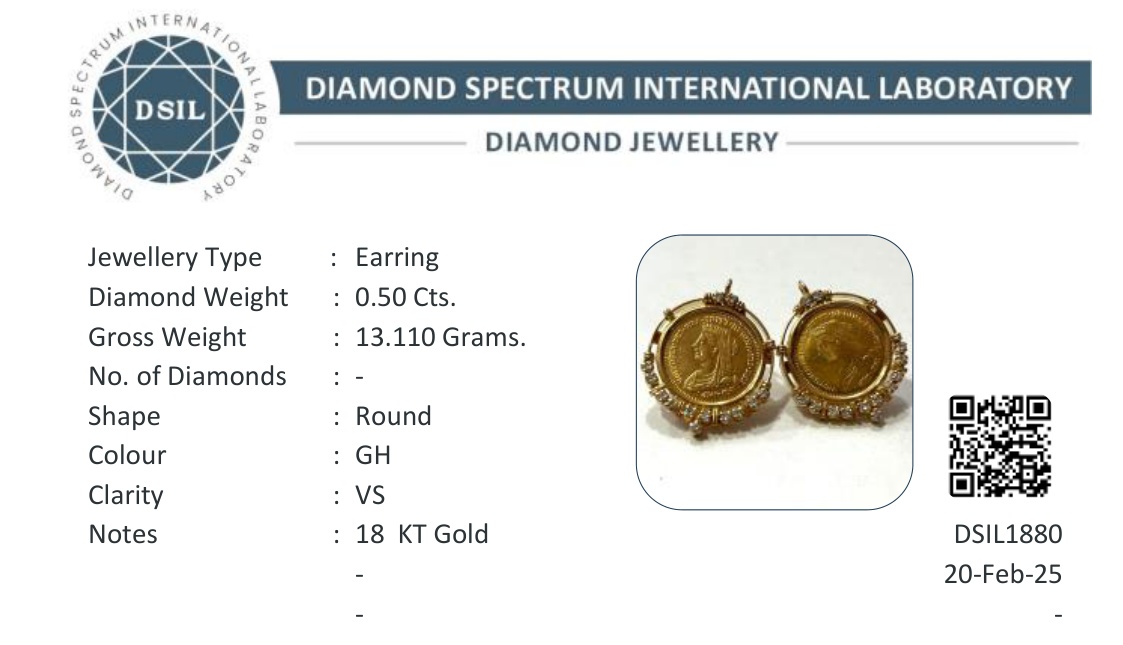 DIAMOND SPECTRUM INTERNATIONAL LABORATORY
DSIL
DIAMOND SPECTRUM INTERNATIONAL LABORATORY
DIAMOND JEWELLERY
Jewellery Type : Earring
Diamond Weight : 0.50 Cts.
Gross Weight : 13.110 Grams.
No. of Diamonds : -
Shape : Round
Colour : GH
Clarity : VS
Notes : 18 KT Gold
-
-
DSIL1880
20-Feb-25
-